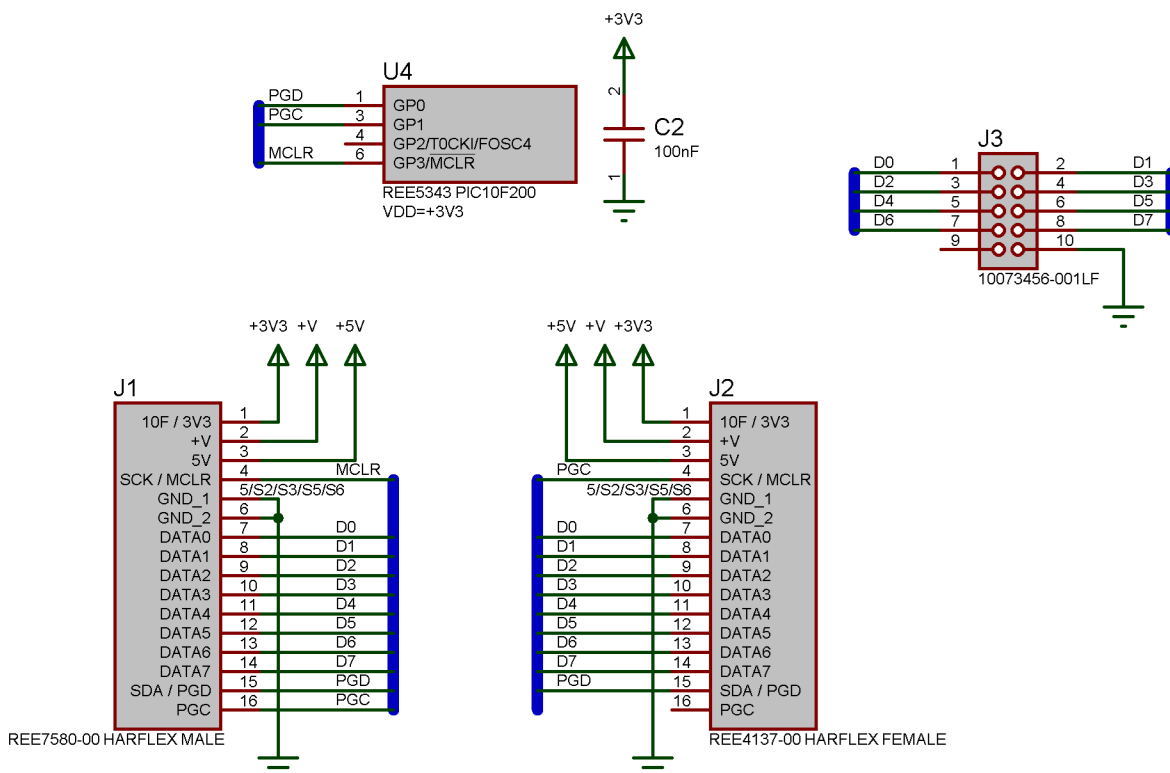 +3V3
U4
PGD 1 GP0
PGC 3 GP1
4 GP2/T0CKI/FOSC4
MCLR 6 GP3/MCLR
REE5343 PIC10F200
VDD=+3V3
2
C2
100nF
1
J3
D0 1 2 D1
D2 3 4 D3
D4 5 6 D5
D6 7 8 D7
9 10
10073456-001LF
+3V3 +V +5V
J1
10F / 3V3 1
+V 2
5V 3
SCK / MCLR 4 MCLR
GND_1 5/S2/S3/S5/S6
GND_2 6
DATA0 7 D0
DATA1 8 D1
DATA2 9 D2
DATA3 10 D3
DATA4 11 D4
DATA5 12 D5
DATA6 13 D6
DATA7 14 D7
SDA / PGD 15 PGD
PGC 16 PGC
REE7580-00 HARFLEX MALE
+5V +V +3V3
J2
1 10F / 3V3
2 +V
3 5V
PGC 4 SCK / MCLR
5/S2/S3/S5/S6 GND_1
6 GND_2
D0 7 DATA0
D1 8 DATA1
D2 9 DATA2
D3 10 DATA3
D4 11 DATA4
D5 12 DATA5
D6 13 DATA6
D7 14 DATA7
PGD 15 SDA / PGD
16 PGC
REE4137-00 HARFLEX FEMALE